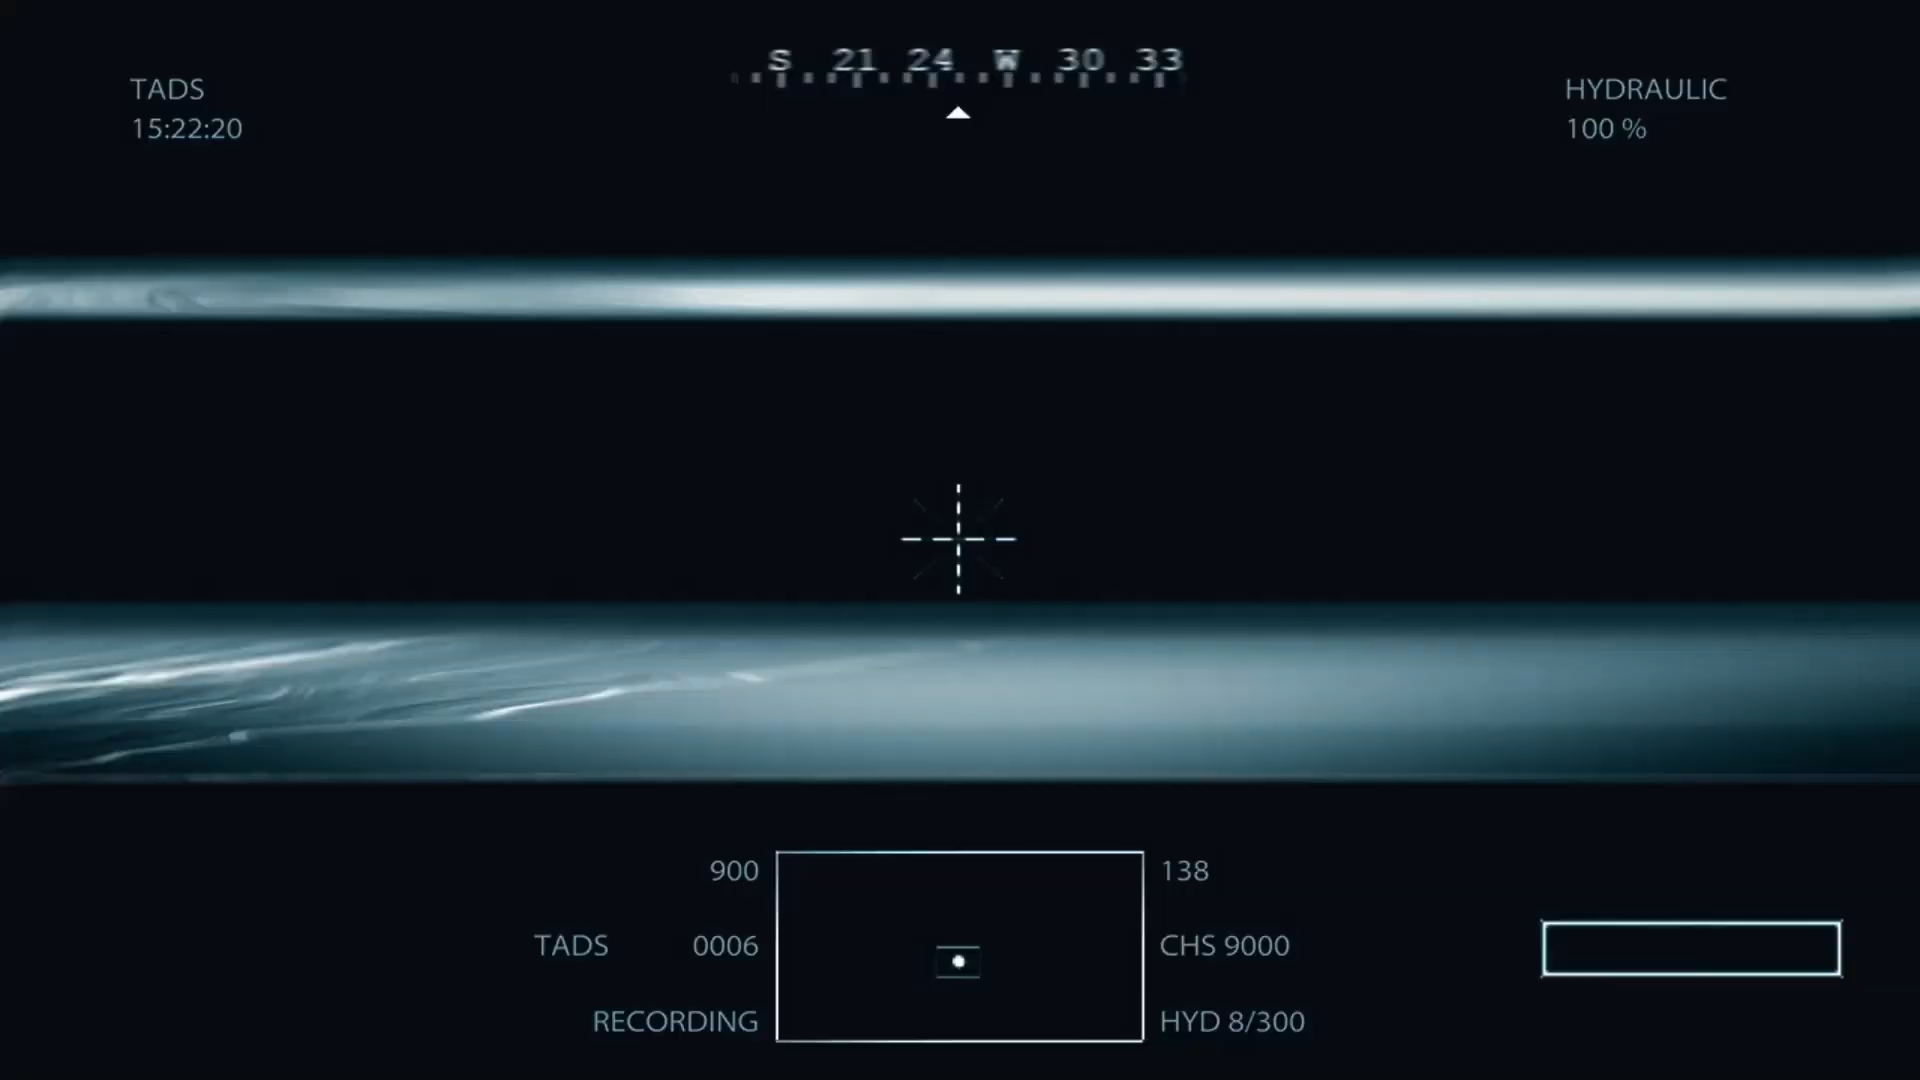 S 21 24 W 30 33
TADS
15:22:20
HYDRAULIC
100 %
900
138
TADS 0006
CHS 9000
RECORDING
HYD 8/300